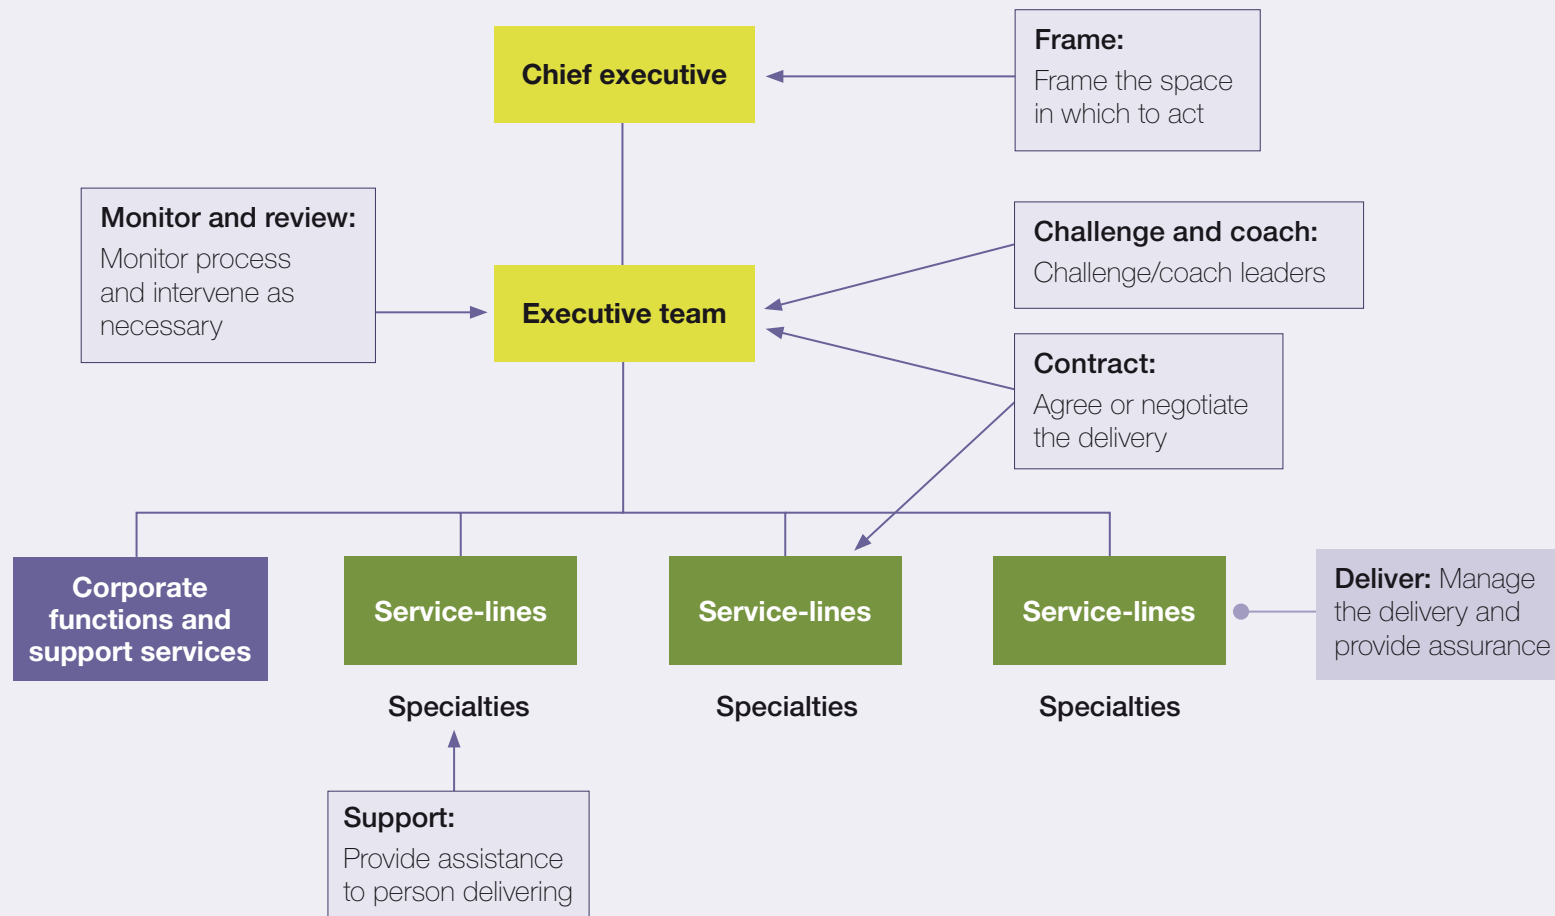 Chief executive
Frame:
Frame the space
in which to act
Monitor and review:
Monitor process
and intervene as
necessary
Executive team
Challenge and coach:
Challenge/coach leaders
Contract:
Agree or negotiate
the delivery
Corporate
functions and
support services
Service-lines
Service-lines
Service-lines
Deliver: Manage
the delivery and
provide assurance
Specialties
Specialties
Specialties
Support:
Provide assistance
to person delivering